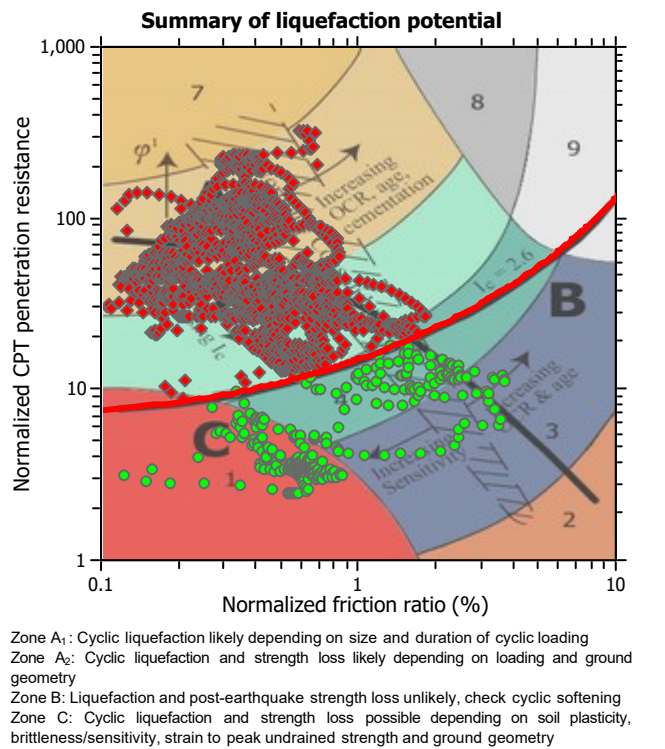 Summary of liquefaction potential
Normalized CPT penetration resistance
1,000
100
10
1
7
8
9
φ'
Increasing
OCR, age,
cementation
Ic = 2.6
B
Ic
4
C
1
Increasing
Sensitivity
3
2
0.1
1
10
Normalized friction ratio (%)
Zone A1: Cyclic liquefaction likely depending on size and duration of cyclic loading
Zone A2: Cyclic liquefaction and strength loss likely depending on loading and ground
geometry
Zone B: Liquefaction and post-earthquake strength loss unlikely, check cyclic softening
Zone C: Cyclic liquefaction and strength loss possible depending on soil plasticity,
brittleness/sensitivity, strain to peak undrained strength and ground geometry